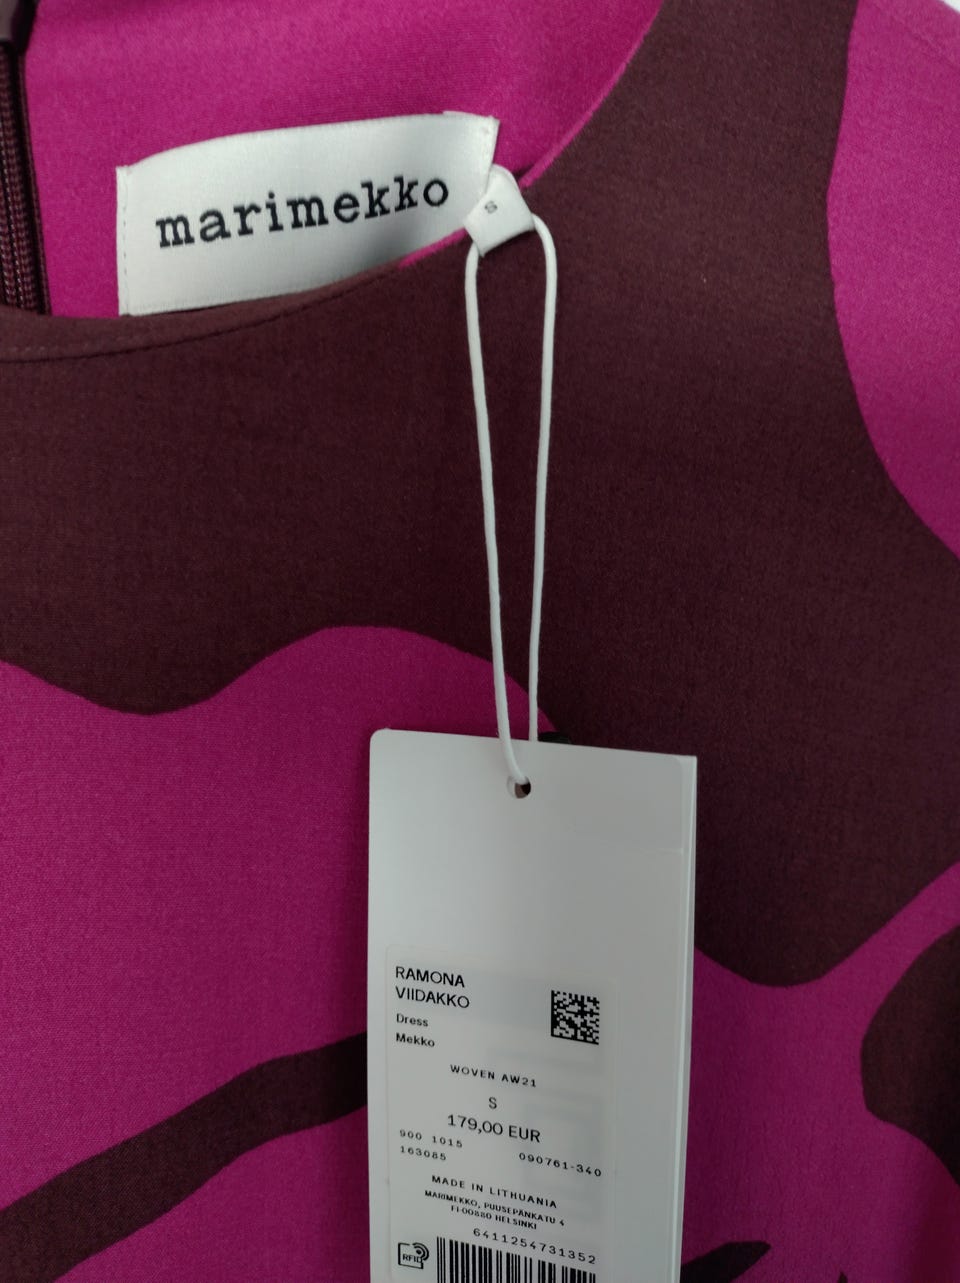 marimekko
S
RAMONA
VIIDAKKO
Dress
Mekko
WOVEN AW21
S
179,00 EUR
900 1015
163085 090761-340
MADE IN LITHUANIA
MARIMEKKO, PUUSEPÄNKATU 4
FI-00880 HELSINKI
6411254731352
RFID